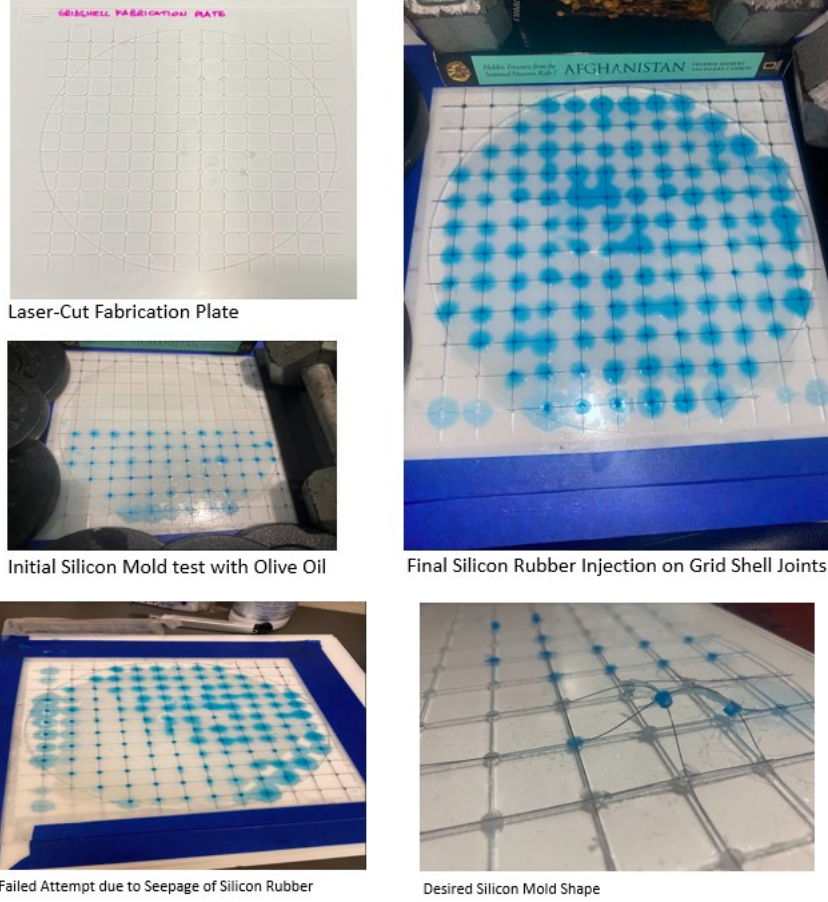 GRIDSHELL FABRICATION PLATE
Laser-Cut Fabrication Plate
Hidden Treasures from the
National Museum, Kabul
AFGHANISTAN
Initial Silicon Mold test with Olive Oil
Final Silicon Rubber Injection on Grid Shell Joints
Failed Attempt due to Seepage of Silicon Rubber
Desired Silicon Mold Shape